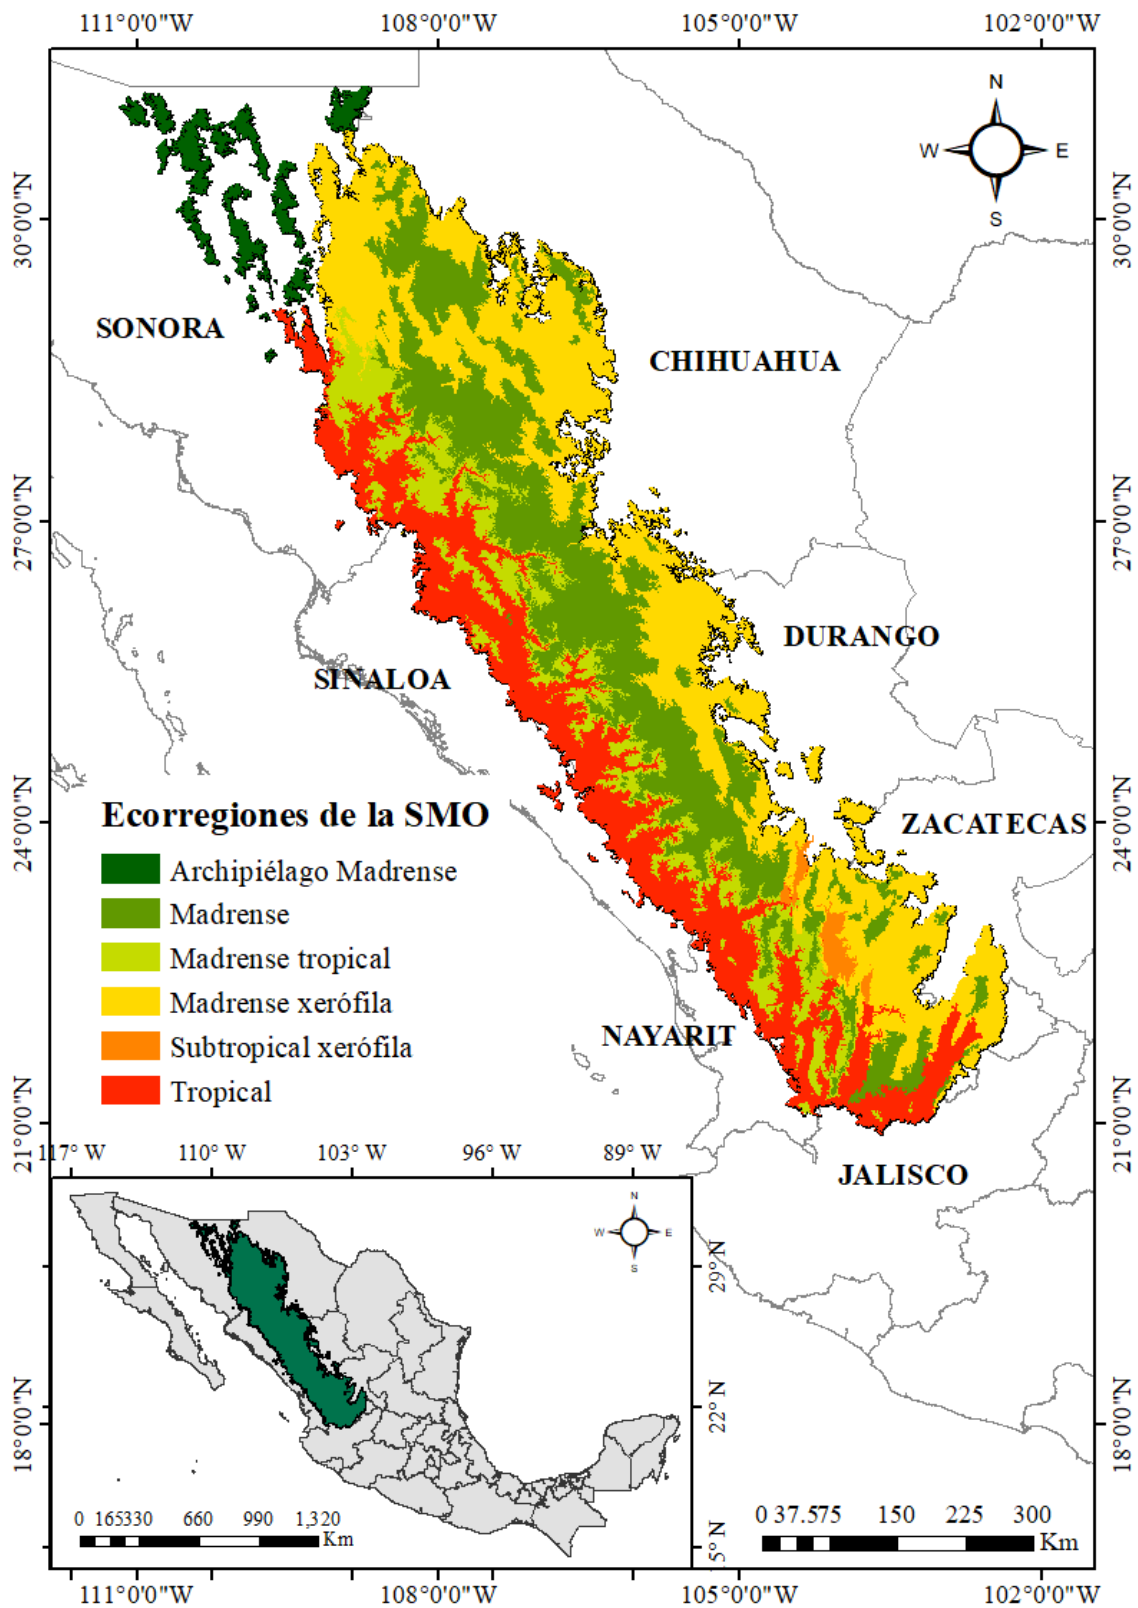 111°0'0"W 108°0'0"W 105°0'0"W 102°0'0"W
N
W E
S
30°0'0"N 30°0'0"N
SONORA
CHIHUAHUA
27°0'0"N 27°0'0"N
DURANGO
SINALOA
24°0'0"N 24°0'0"N
ZACATECAS
Ecorregiones de la SMO
Archipiélago Madrense
Madrense
Madrense tropical
Madrense xerófila
Subtropical xerófila
Tropical
NAYARIT
21°0'0"N 21°0'0"N
JALISCO
117° W 110° W 103° W 96° W 89° W
N
W E
S
29° N
22° N
5° N
18°0'0"N 18°0'0"N
0 165330 660 990 1,320
Km
0 37.575 150 225 300
Km
111°0'0"W 108°0'0"W 105°0'0"W 102°0'0"W